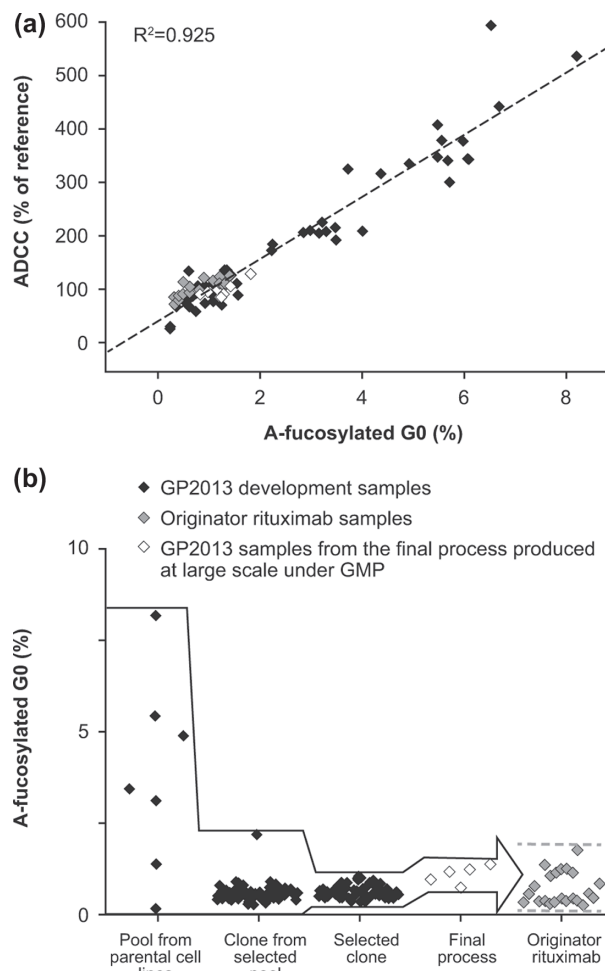 (a)
R²=0.925
ADCC (% of reference)
600
500
400
300
200
100
0
0 2 4 6 8
A-fucosylated G0 (%)
(b)
GP2013 development samples
Originator rituximab samples
GP2013 samples from the final process produced
at large scale under GMP
A-fucosylated G0 (%)
10
5
0
Pool from
parental cell
Clone from
selected
Selected
clone
Final
process
Originator
rituximab